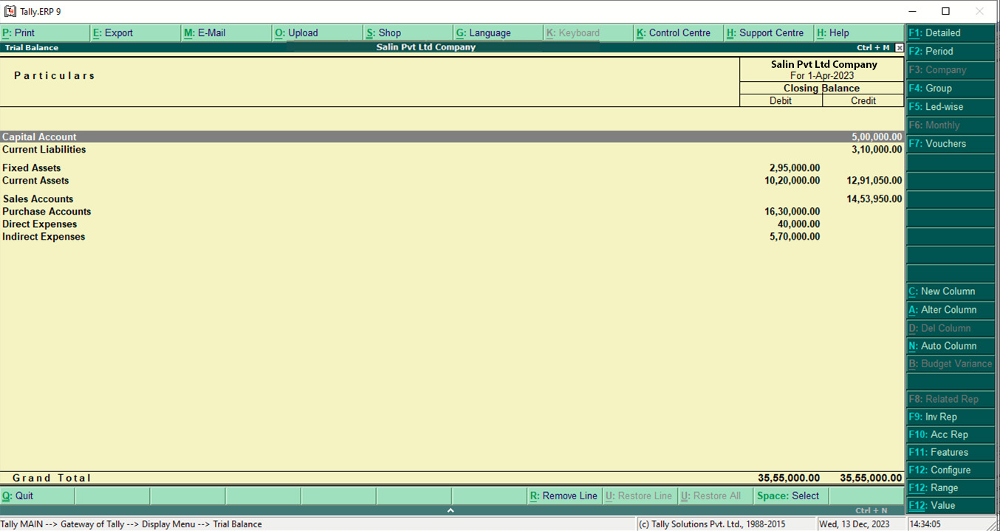 Tally.ERP 9
P: Print E: Export M: E-Mail O: Upload S: Shop G: Language K: Keyboard K: Control Centre H: Support Centre H: Help
Trial Balance Salin Pvt Ltd Company Ctrl + M
Particulars
Salin Pvt Ltd Company
For 1-Apr-2023
Closing Balance
Debit Credit
Capital Account 5,00,000.00
Current Liabilities 3,10,000.00
Fixed Assets 2,95,000.00
Current Assets 10,20,000.00 12,91,050.00
Sales Accounts 14,53,950.00
Purchase Accounts 16,30,000.00
Direct Expenses 40,000.00
Indirect Expenses 5,70,000.00
Grand Total 35,55,000.00 35,55,000.00
Q: Quit R: Remove Line U: Restore Line U: Restore All Space: Select
Ctrl + N
F1: Detailed
F2: Period
F3: Company
F4: Group
F5: Led-wise
F6: Monthly
F7: Vouchers
C: New Column
A: Alter Column
D: Del Column
N: Auto Column
B: Budget Variance
F8: Related Rep
F9: Inv Rep
F10: Acc Rep
F11: Features
F12: Configure
F12: Range
F12: Value
Tally MAIN --> Gateway of Tally --> Display Menu --> Trial Balance (c) Tally Solutions Pvt. Ltd., 1988-2015 Wed, 13 Dec, 2023 14:34:05